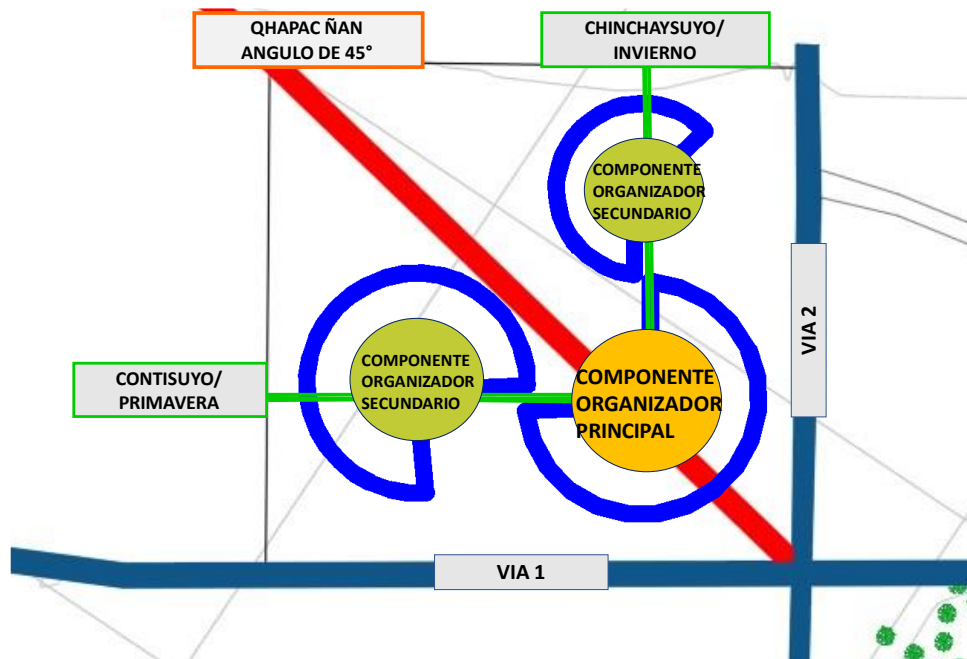 QHAPAC ÑAN
ANGULO DE 45°
CHINCHAYSUYO/
INVIERNO
COMPONENTE
ORGANIZADOR
SECUNDARIO
VIA 2
CONTISUYO/
PRIMAVERA
COMPONENTE
ORGANIZADOR
SECUNDARIO
COMPONENTE
ORGANIZADOR
PRINCIPAL
VIA 1